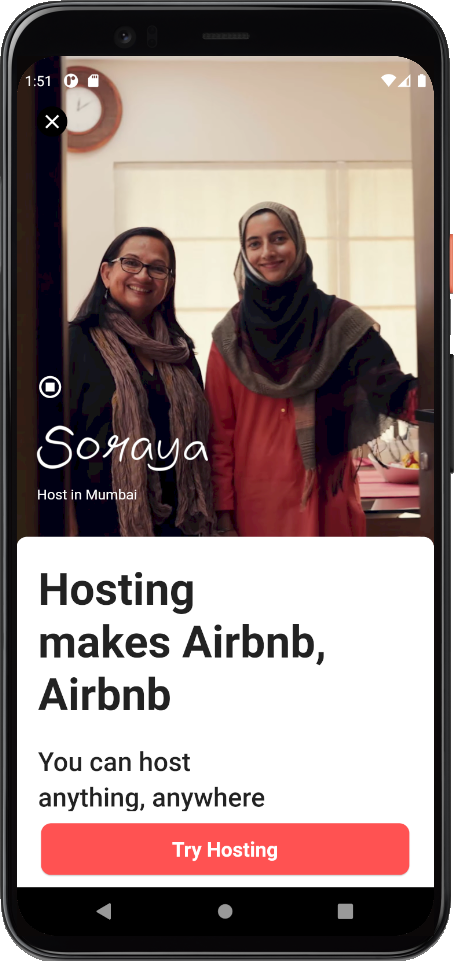 1:51
Soraya
Host in Mumbai
Hosting
makes Airbnb,
Airbnb
You can host
anything, anywhere
Try Hosting